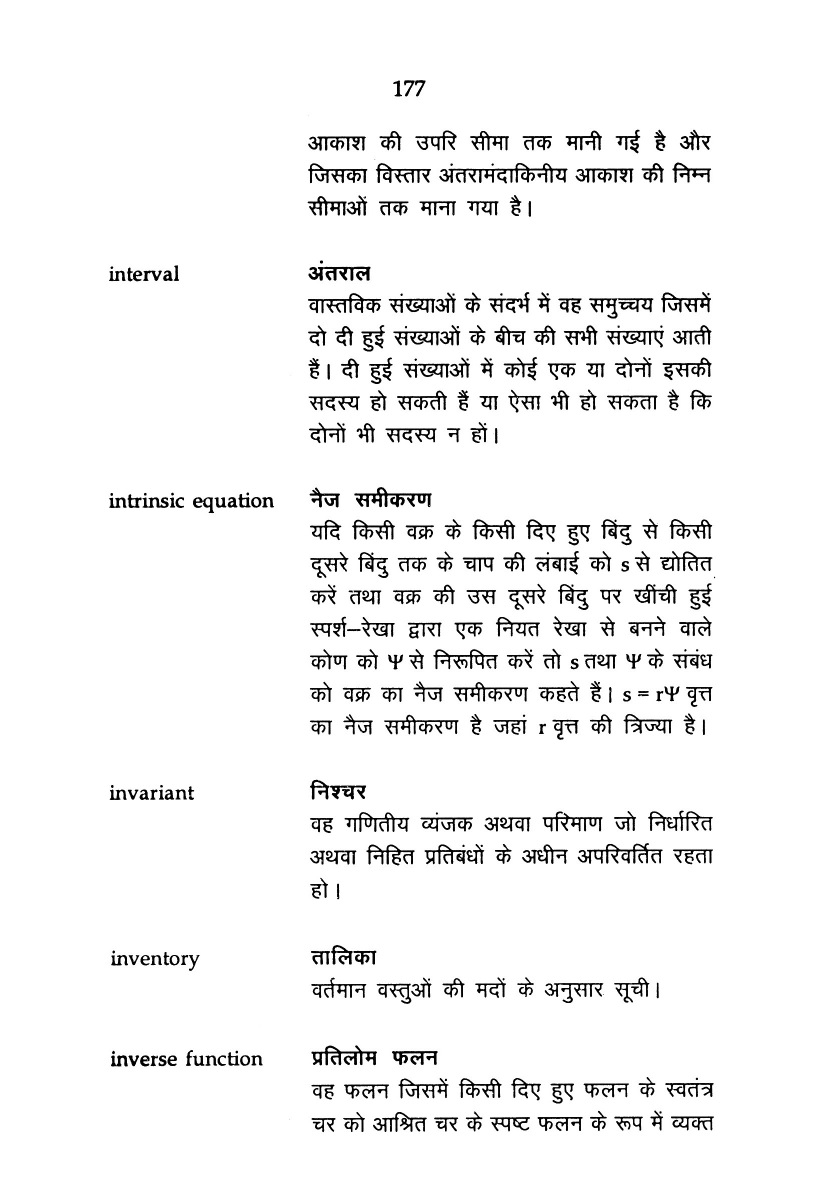 177
आकाश की उपरि सीमा तक मानी गई है और
जिसका विस्तार अंतरामंदाकिनीय आकाश की निम्न
सीमाओं तक माना गया है।
interval अंतराल
वास्तविक संख्याओं के संदर्भ में वह समुच्चय जिसमें
दो दी हुई संख्याओं के बीच की सभी संख्याएं आती
हैं। दी हुई संख्याओं में कोई एक या दोनों इसकी
सदस्य हो सकती हैं या ऐसा भी हो सकता है कि
दोनों भी सदस्य न हों।
intrinsic equation नैज समीकरण
यदि किसी वक्र के किसी दिए हुए बिंदु से किसी
दूसरे बिंदु तक के चाप की लंबाई को s से द्योतित
करें तथा वक्र की उस दूसरे बिंदु पर खींची हुई
स्पर्श–रेखा द्वारा एक नियत रेखा से बनने वाले
कोण को Ψ से निरूपित करें तो s तथा Ψ के संबंध
को वक्र का नैज समीकरण कहते हैं। s = rΨ वृत्त
का नैज समीकरण है जहां r वृत्त की त्रिज्या है।
invariant निश्चर
वह गणितीय व्यंजक अथवा परिमाण जो निर्धारित
अथवा निहित प्रतिबंधों के अधीन अपरिवर्तित रहता
हो।
inventory तालिका
वर्तमान वस्तुओं की मदों के अनुसार सूची।
inverse function प्रतिलोम फलन
वह फलन जिसमें किसी दिए हुए फलन के स्वतंत्र
चर को आश्रित चर के स्पष्ट फलन के रूप में व्यक्त